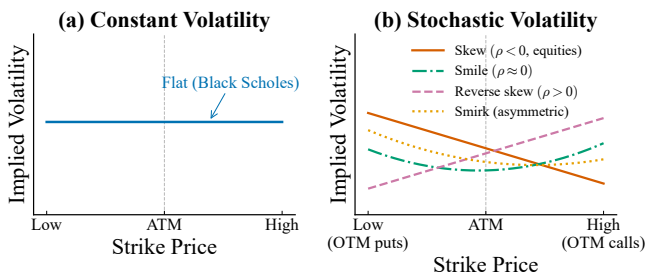 (a) Constant Volatility
Implied Volatility
Flat (Black Scholes)
Low
ATM
High
Strike Price
(b) Stochastic Volatility
Implied Volatility
Skew (ρ < 0, equities)
Smile (ρ ≈ 0)
Reverse skew (ρ > 0)
Smirk (asymmetric)
Low
(OTM puts)
ATM
High
(OTM calls)
Strike Price